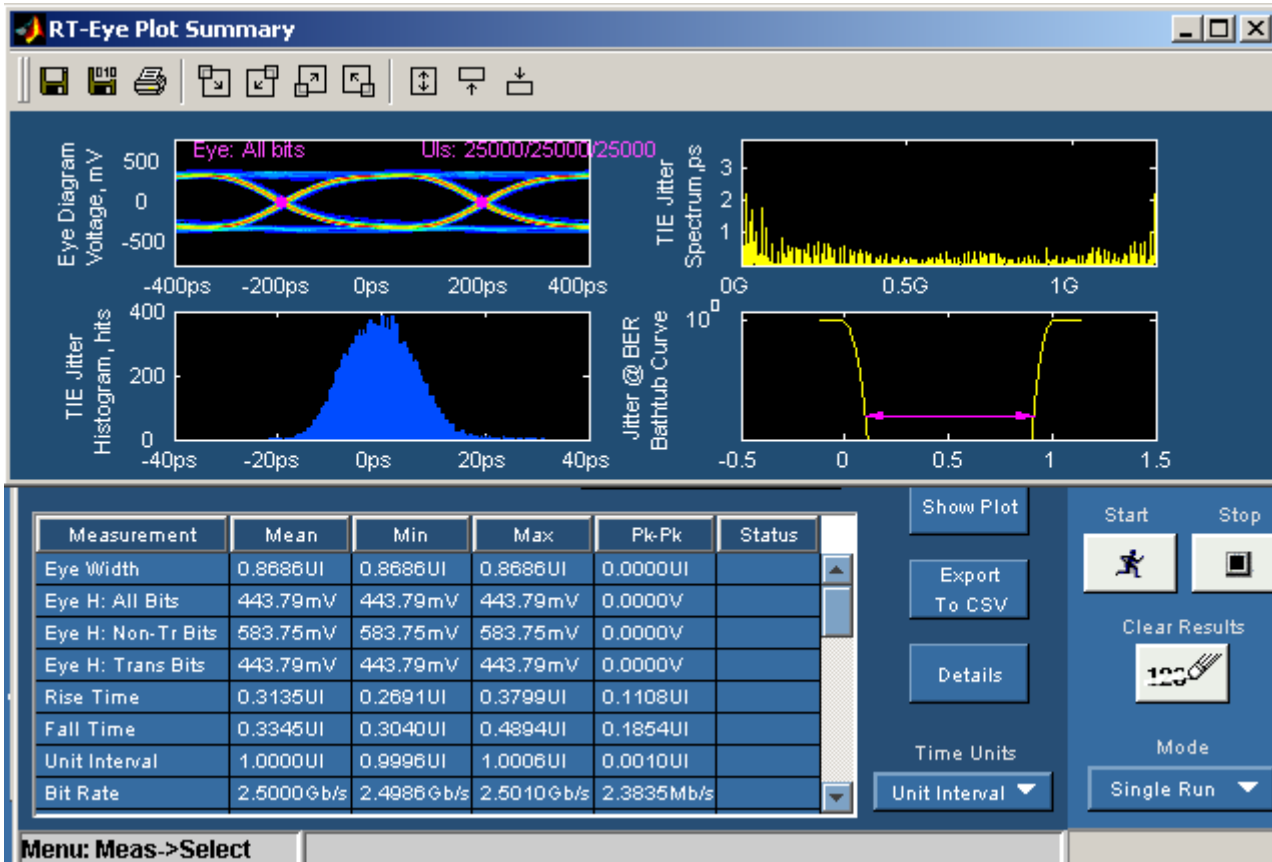 RT-Eye Plot Summary
Eye Diagram
Voltage, mV
500
0
-500
Eye: All bits UIs: 25000/25000/25000
-400ps -200ps 0ps 200ps 400ps
TIE Jitter
Spectrum,ps
3
2
1
0G 0.5G 1G
TIE Jitter
Histogram, hits
400
200
0
-40ps -20ps 0ps 20ps 40ps
Jitter @ BER
Bathtub Curve
10
-0.5 0 0.5 1 1.5
Measurement Mean Min Max Pk-Pk Status
Eye Width 0.8686UI 0.8686UI 0.8686UI 0.0000UI
Eye H: All Bits 443.79mV 443.79mV 443.79mV 0.0000V
Eye H: Non-Tr Bits 583.75mV 583.75mV 583.75mV 0.0000V
Eye H: Trans Bits 443.79mV 443.79mV 443.79mV 0.0000V
Rise Time 0.3135UI 0.2691UI 0.3799UI 0.1108UI
Fall Time 0.3345UI 0.3040UI 0.4894UI 0.1854UI
Unit Interval 1.0000UI 0.9996UI 1.0006UI 0.0010UI
Bit Rate 2.5000Gb/s 2.4986Gb/s 2.5010Gb/s 2.3835Mb/s
Show Plot
Export
To CSV
Details
Time Units
Unit Interval
Start Stop
Clear Results
123
Mode
Single Run
Menu: Meas->Select